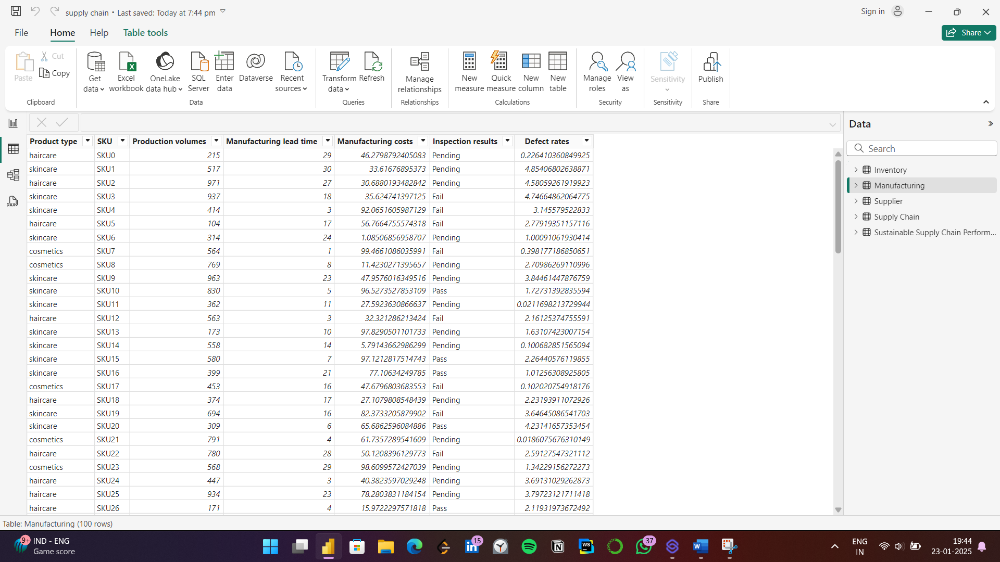 supply chain • Last saved: Today at 7:44 pm
Sign in
File Home Help Table tools
Share
Paste
Cut
Copy
Clipboard
Get data
Excel workbook
OneLake data hub
SQL Server
Enter data
Dataverse
Recent sources
Data
Transform data
Refresh
Queries
Manage relationships
Relationships
New measure
Quick measure
New column
New table
Calculations
Manage roles
View as
Security
Sensitivity
Sensitivity
Publish
Share
DAX
Product type SKU Production volumes Manufacturing lead time Manufacturing costs Inspection results Defect rates
haircare SKU0 215 29 46.2798792405083 Pending 0.226410360849925
skincare SKU1 517 30 33.61676895373 Pending 4.85406802638871
haircare SKU2 971 27 30.6880193482842 Pending 4.58059261919923
skincare SKU3 937 18 35.624741397125 Fail 4.74664862064775
skincare SKU4 414 3 92.0651605987129 Fail 3.145579522833
haircare SKU5 104 17 56.7664755574318 Fail 2.77919351157116
skincare SKU6 314 24 1.08506856958707 Pending 1.00091061930414
cosmetics SKU7 564 1 99.4661086035991 Fail 0.398177186850651
cosmetics SKU8 769 8 11.4230271395657 Pending 2.70986269110996
skincare SKU9 963 23 47.9576016349516 Pending 3.84461447876759
skincare SKU10 830 5 96.5273527853109 Pass 1.72731392835594
skincare SKU11 362 11 27.5923630866637 Pending 0.0211698213729944
haircare SKU12 563 3 32.321286213424 Fail 2.16125374755591
skincare SKU13 173 10 97.8290501101733 Pending 1.63107423007154
skincare SKU14 558 14 5.79143662986299 Pending 0.100682851565094
skincare SKU15 580 7 97.1212817514743 Pass 2.26440576119855
skincare SKU16 399 21 77.10634249785 Pass 1.01256308925805
cosmetics SKU17 453 16 47.6796803683553 Fail 0.102020754918176
haircare SKU18 374 17 27.1079808548439 Pending 2.23193911072926
skincare SKU19 694 16 82.3733205879902 Fail 3.64645086541703
skincare SKU20 309 6 65.6862596084886 Pass 4.23141657353454
cosmetics SKU21 791 4 61.7357289541609 Pending 0.0186075676310149
haircare SKU22 780 28 50.1208396129773 Fail 2.59127547321112
cosmetics SKU23 568 29 98.6099572427039 Pending 1.34229156272273
haircare SKU24 447 3 40.3823597029248 Pending 3.69131029262873
haircare SKU25 934 23 78.2803831184154 Pending 3.79723121711418
haircare SKU26 171 4 15.9722297571818 Pass 2.11931973672492
Data
Search
Inventory
Manufacturing
Supplier
Supply Chain
Sustainable Supply Chain Perform...
Table: Manufacturing (100 rows)
9+
IND - ENG
Game score
15
WS
37
W
ENG
IN
19:44
23-01-2025